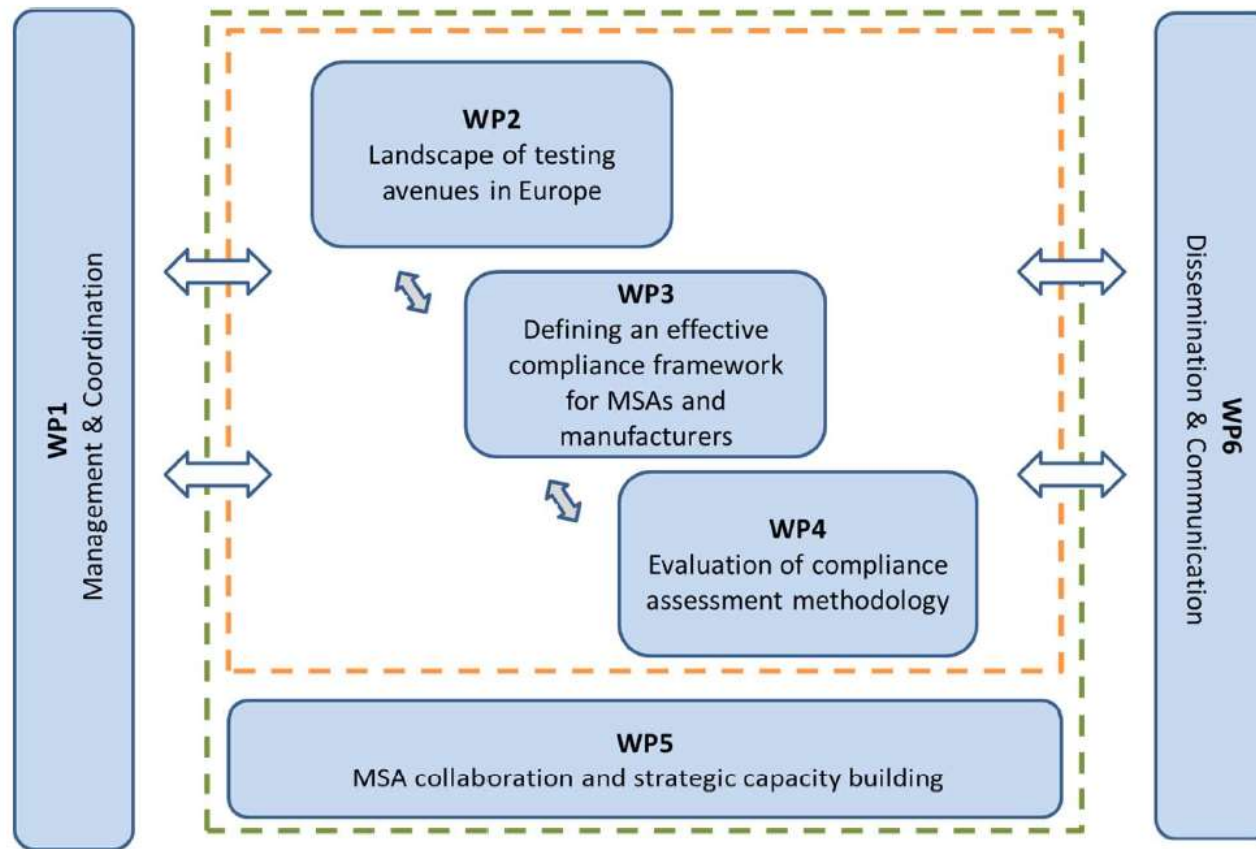 WP1
Management & Coordination
WP2
Landscape of testing
avenues in Europe
WP3
Defining an effective
compliance framework
for MSAs and
manufacturers
WP4
Evaluation of compliance
assessment methodology
WP5
MSA collaboration and strategic capacity building
WP6
Dissemination & Communication